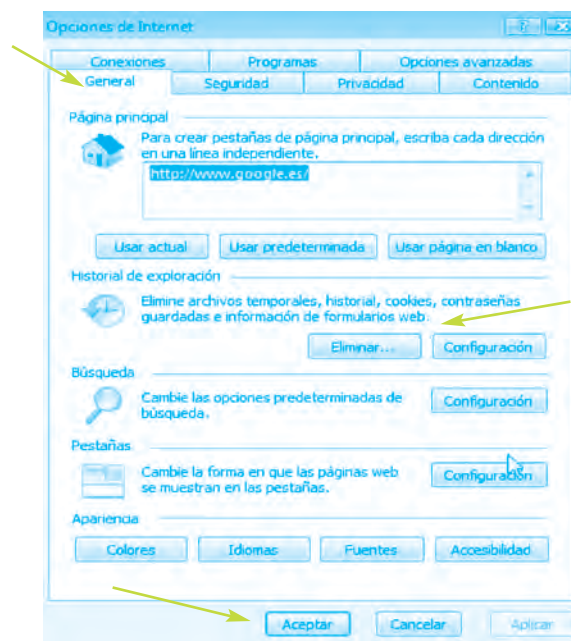 Opciones de Internet
Conexiones Programas Opciones avanzadas
General Seguridad Privacidad Contenido
Página principal
Para crear pestañas de página principal, escriba cada dirección
en una línea independiente.
http://www.google.es/
Usar actual Usar predeterminada Usar página en blanco
Historial de exploración
Elimine archivos temporales, historial, cookies, contraseñas
guardadas e información de formularios web.
Eliminar... Configuración
Búsqueda
Cambie las opciones predeterminadas de
búsqueda.
Configuración
Pestañas
Cambie la forma en que las páginas web
se muestran en las pestañas.
Configuración
Apariencia
Colores Idiomas Fuentes Accesibilidad
Aceptar Cancelar Aplicar